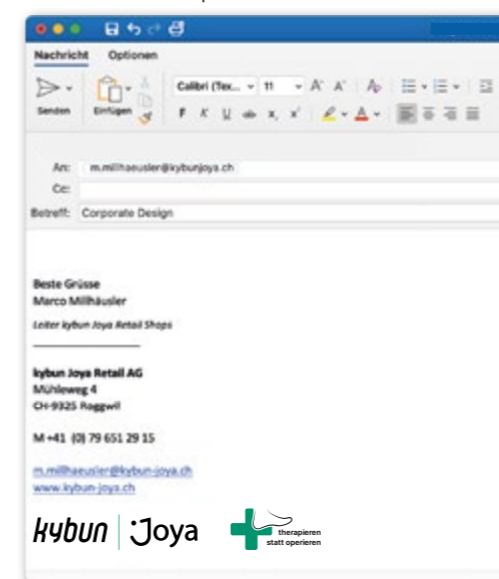 Nachricht Optionen
Senden Einfügen
Calibri (Tex... 11 A A
F K U ab x, x
An: m.millhaeusler@kybunjoya.ch
Cc:
Betreff: Corporate Design
Beste Grüsse
Marco Millhäusler
Leiter kybun Joya Retail Shops
kybun Joya Retail AG
Mühleweg 4
CH-9325 Roggwil
M +41 (0) 79 651 29 15
m.millhaeusler@kybun-joya.ch
www.kybun-joya.ch
kybun Joya therapieren
statt operieren